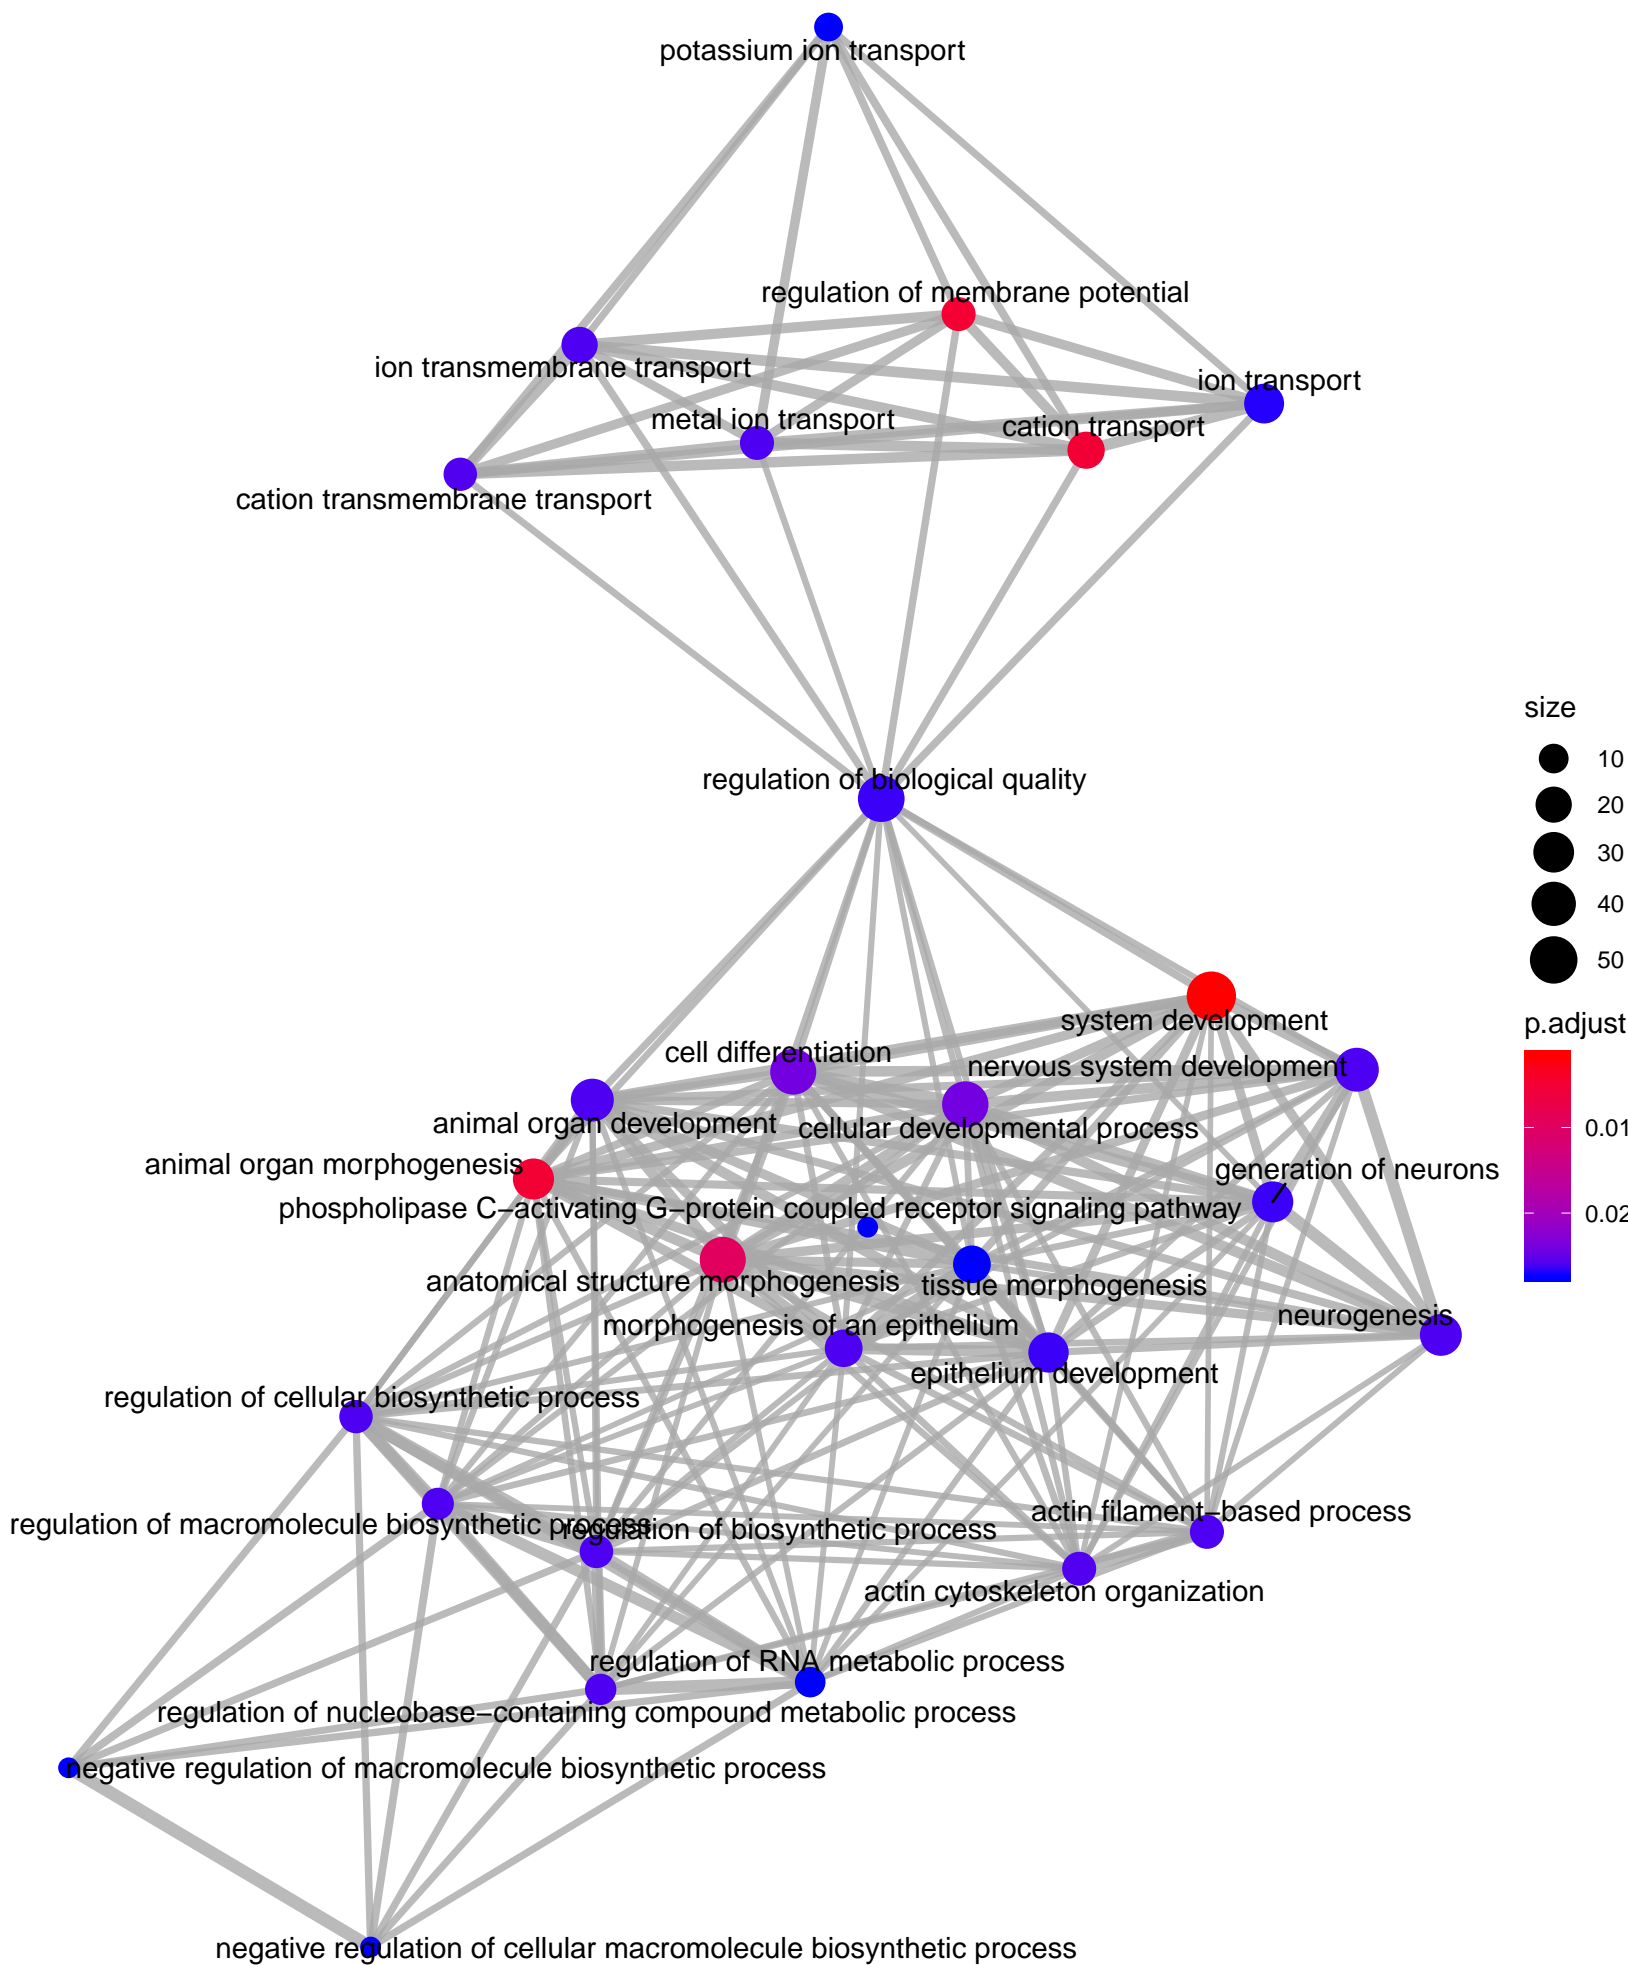 potassium ion transport
regulation of membrane potential
ion transmembrane transport
ion transport
metal ion transport
cation transport
cation transmembrane transport
size
10
regulation of biological quality
20
30
40
50
system development
p.adjust
cell differentiation
nervous system development
animal organ development
cellular developmental process
0.01
animal organ morphogenesis
generation of neurons
phospholipase C−activating G−protein coupled receptor signaling pathway
0.02
anatomical structure morphogenesis
tissue morphogenesis
morphogenesis of an epithelium
neurogenesis
epithelium development
regulation of cellular biosynthetic process
actin filament−based process
regulation of macromolecule biosynthetic process
regulation of biosynthetic process
actin cytoskeleton organization
regulation of RNA metabolic process
regulation of nucleobase−containing compound metabolic process
negative regulation of macromolecule biosynthetic process
negative regulation of cellular macromolecule biosynthetic process